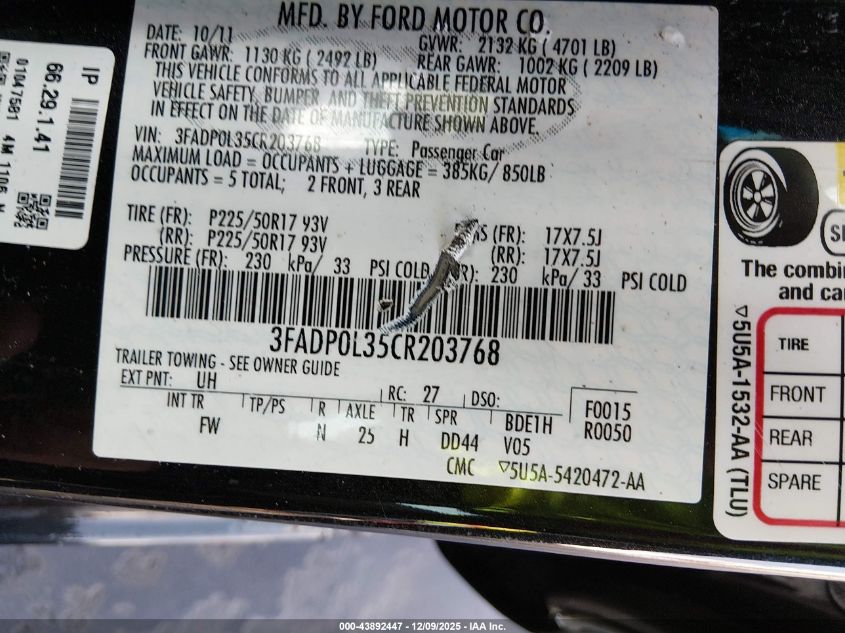 MFD. BY FORD MOTOR CO.
DATE: 10/11 GVWR: 2132 KG ( 4701 LB)
FRONT GAWR: 1130 KG ( 2492 LB) REAR GAWR: 1002 KG ( 2209 LB)
THIS VEHICLE CONFORMS TO ALL APPLICABLE FEDERAL MOTOR
VEHICLE SAFETY, BUMPER, AND THEFT PREVENTION STANDARDS
IN EFFECT ON THE DATE OF MANUFACTURE SHOWN ABOVE.
VIN: 3FADP0L35CR203768 TYPE: Passenger Car
MAXIMUM LOAD = OCCUPANTS + LUGGAGE = 385KG/ 850LB
OCCUPANTS = 5 TOTAL; 2 FRONT, 3 REAR
TIRE (FR): P225/50R17 93V (FR): 17X7.5J
(RR): P225/50R17 93V (RR): 17X7.5J
PRESSURE (FR): 230 kPa/ 33 PSI COLD 230 kPa/ 33 PSI COLD
3FADP0L35CR203768
TRAILER TOWING - SEE OWNER GUIDE
EXT PNT: UH RC: 27 DSO: F0015
INT TR TP/PS R AXLE TR SPR BDE1H R0050
FW N 25 H DD44 V05
CMC ▽5U5A-5420472-AA
IP
66.29.1.41
01047581 4M 1106
The combin
and ca
▽5U5A-1532-AA (TLU)
TIRE
FRONT
REAR
SPARE
000-43892447 - 12/09/2025 - IAA Inc.